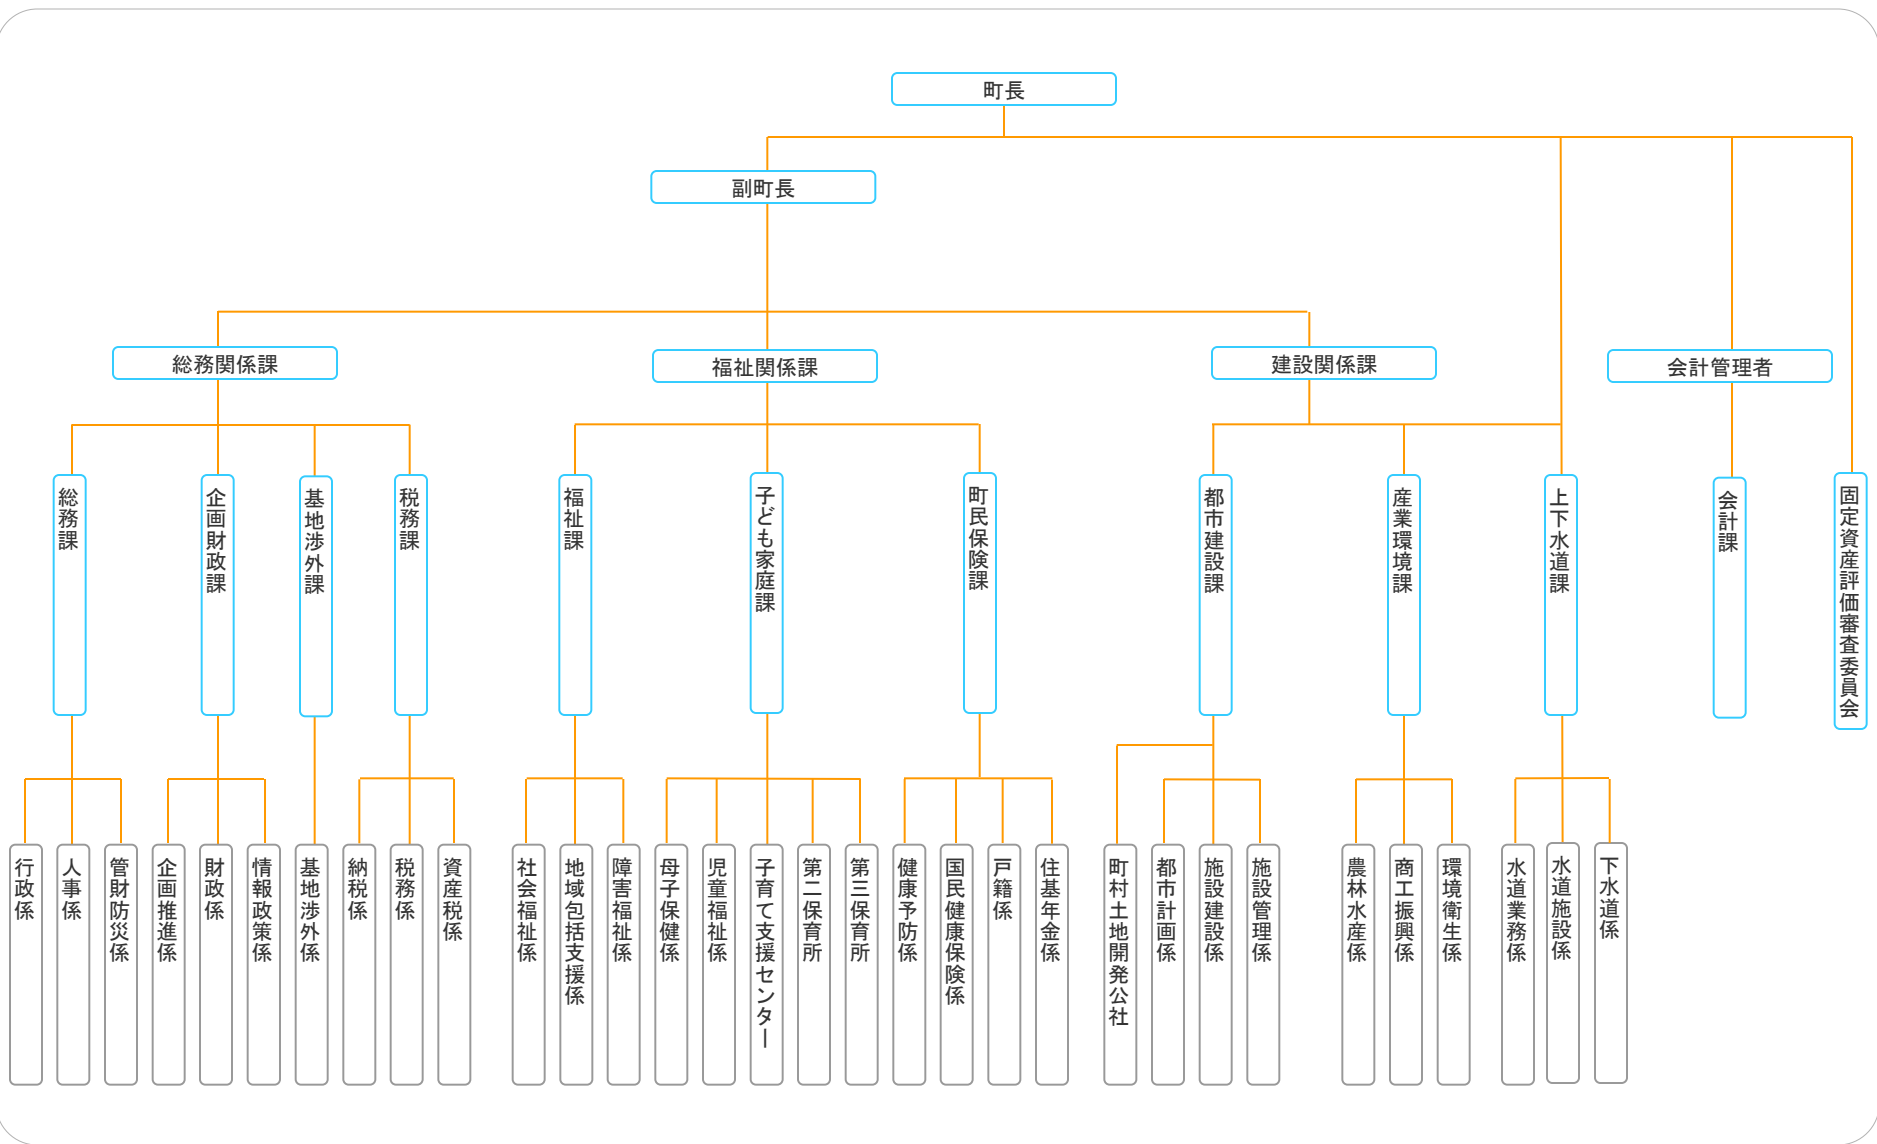 町長
副町長
総務関係課
福祉関係課
建設関係課
会計管理者
総務課
企画財政課
基地渉外課
税務課
福祉課
子ども家庭課
町民保険課
都市建設課
産業環境課
上下水道課
会計課
固定資産評価審査委員会
行政係
人事係
管財防災係
企画推進係
財政係
情報政策係
基地渉外係
納税係
税務係
資産税係
社会福祉係
地域包括支援係
障害福祉係
母子保健係
児童福祉係
子育て支援センター
第二保育所
第三保育所
健康予防係
国民健康保険係
戸籍係
住基年金係
町村土地開発公社
都市計画係
施設建設係
施設管理係
農林水産係
商工振興係
環境衛生係
水道業務係
水道施設係
下水道係